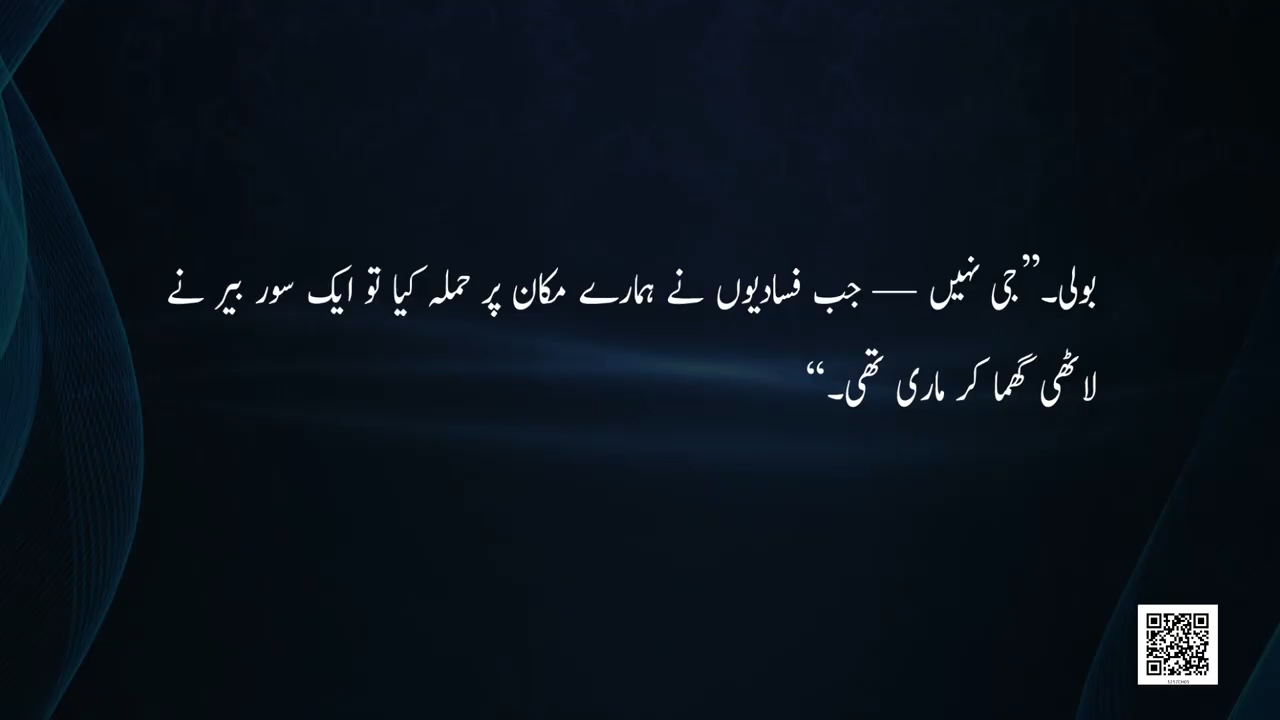 بولی۔”جی نہیں — جب فسادیوں نے ہمارے مکان پر حملہ کیا تو ایک سور بیر نے
لاٹھی گھما کر ماری تھی۔“